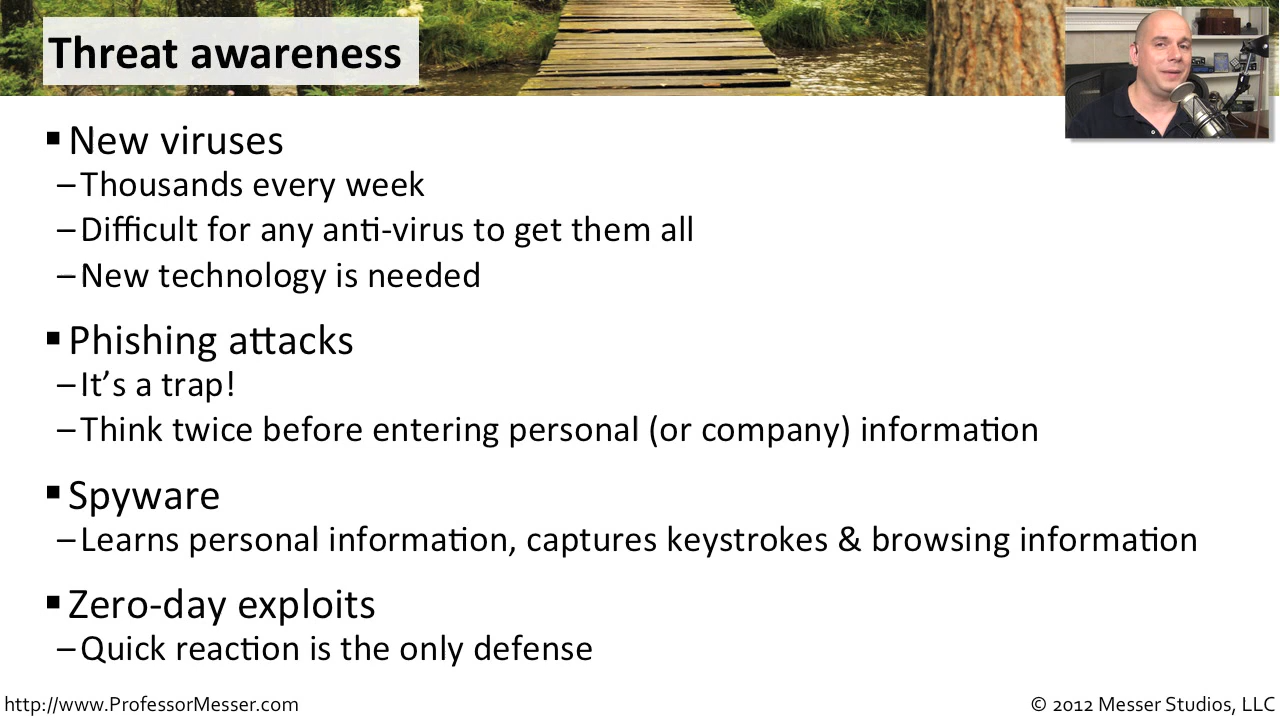 Threat awareness
▪ New viruses
– Thousands every week
– Difficult for any anti-virus to get them all
– New technology is needed
▪ Phishing attacks
– It’s a trap!
– Think twice before entering personal (or company) information
▪ Spyware
– Learns personal information, captures keystrokes & browsing information
▪ Zero-day exploits
– Quick reaction is the only defense
http://www.ProfessorMesser.com
© 2012 Messer Studios, LLC